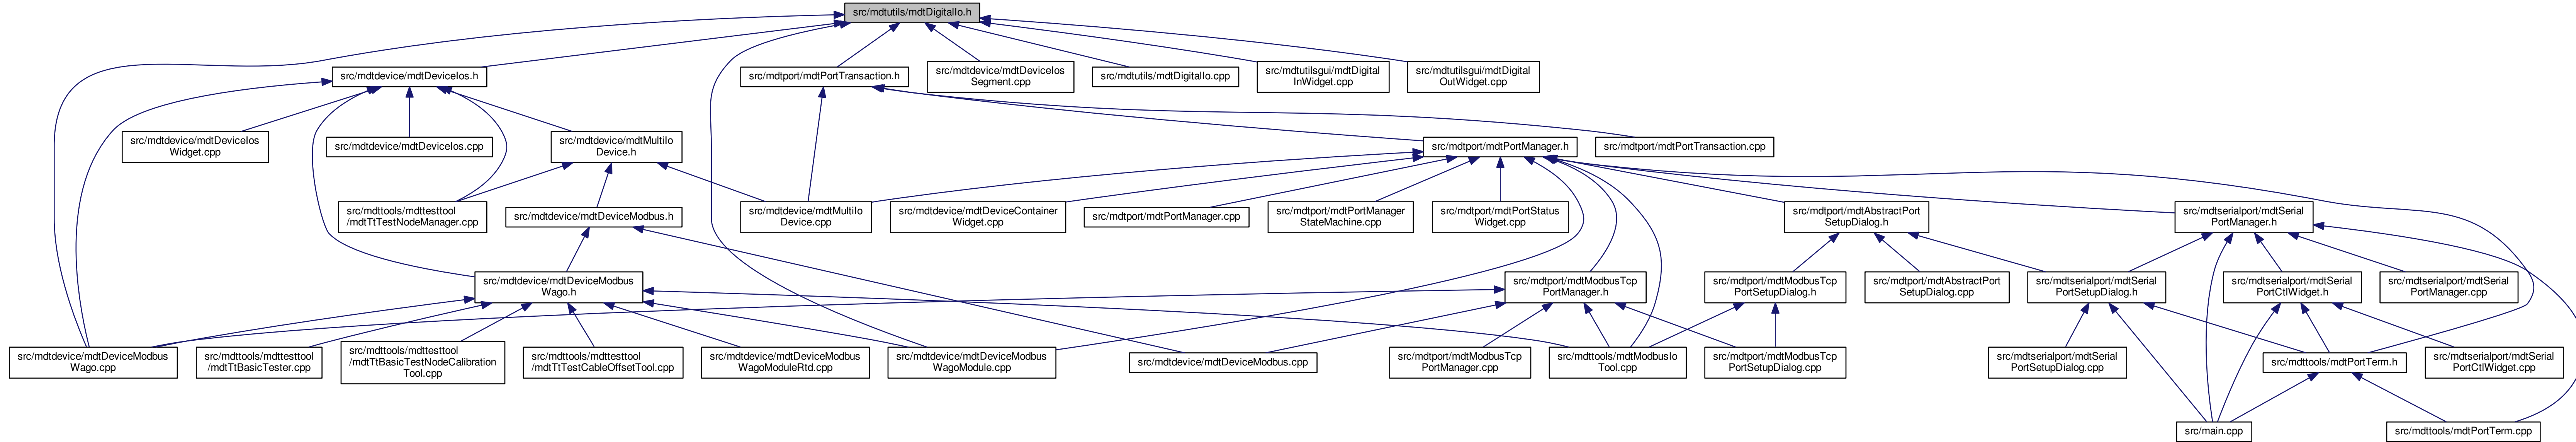 src/mdtutils/mdtDigitalIo.h
src/mdtdevice/mdtDeviceIos.h
src/mdtport/mdtPortTransaction.h
src/mdtdevice/mdtDeviceIos
Segment.cpp
src/mdtutils/mdtDigitalIo.cpp
src/mdtutilsgui/mdtDigital
InWidget.cpp
src/mdtutilsgui/mdtDigital
OutWidget.cpp
src/mdtdevice/mdtDeviceIos
Widget.cpp
src/mdtdevice/mdtDeviceIos.cpp
src/mdtdevice/mdtMultiIo
Device.h
src/mdtport/mdtPortManager.h
src/mdtport/mdtPortTransaction.cpp
src/mdttools/mdttesttool
/mdtTtTestNodeManager.cpp
src/mdtdevice/mdtDeviceModbus.h
src/mdtdevice/mdtMultiIo
Device.cpp
src/mdtdevice/mdtDeviceContainer
Widget.cpp
src/mdtport/mdtPortManager.cpp
src/mdtport/mdtPortManager
StateMachine.cpp
src/mdtport/mdtPortStatus
Widget.cpp
src/mdtport/mdtAbstractPort
SetupDialog.h
src/mdtserialport/mdtSerial
PortManager.h
src/mdtdevice/mdtDeviceModbus
Wago.h
src/mdtport/mdtModbusTcp
PortManager.h
src/mdtport/mdtModbusTcp
PortSetupDialog.h
src/mdtport/mdtAbstractPort
SetupDialog.cpp
src/mdtserialport/mdtSerial
PortSetupDialog.h
src/mdtserialport/mdtSerial
PortCtlWidget.h
src/mdtserialport/mdtSerial
PortManager.cpp
src/mdtdevice/mdtDeviceModbus
Wago.cpp
src/mdttools/mdttesttool
/mdtTtBasicTester.cpp
src/mdttools/mdttesttool
/mdtTtBasicTestNodeCalibration
Tool.cpp
src/mdttools/mdttesttool
/mdtTtTestCableOffsetTool.cpp
src/mdtdevice/mdtDeviceModbus
WagoModuleRtd.cpp
src/mdtdevice/mdtDeviceModbus
WagoModule.cpp
src/mdtdevice/mdtDeviceModbus.cpp
src/mdtport/mdtModbusTcp
PortManager.cpp
src/mdttools/mdtModbusIo
Tool.cpp
src/mdtport/mdtModbusTcp
PortSetupDialog.cpp
src/mdtserialport/mdtSerial
PortSetupDialog.cpp
src/mdttools/mdtPortTerm.h
src/mdtserialport/mdtSerial
PortCtlWidget.cpp
src/main.cpp
src/mdttools/mdtPortTerm.cpp